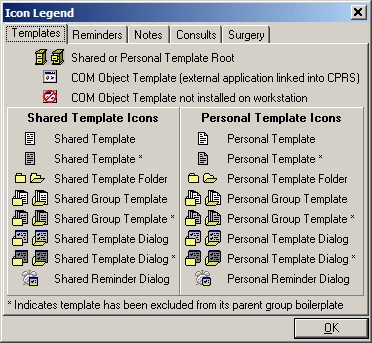 Icon Legend
Templates Reminders Notes Consults Surgery
Shared or Personal Template Root
COM Object Template (external application linked into CPRS)
COM Object Template not installed on workstation
Shared Template Icons
Shared Template
Shared Template *
Shared Template Folder
Shared Group Template
Shared Group Template *
Shared Template Dialog
Shared Template Dialog *
Shared Reminder Dialog
Personal Template Icons
Personal Template
Personal Template *
Personal Template Folder
Personal Group Template
Personal Group Template *
Personal Template Dialog
Personal Template Dialog *
Personal Reminder Dialog
* Indicates template has been excluded from its parent group boilerplate
OK